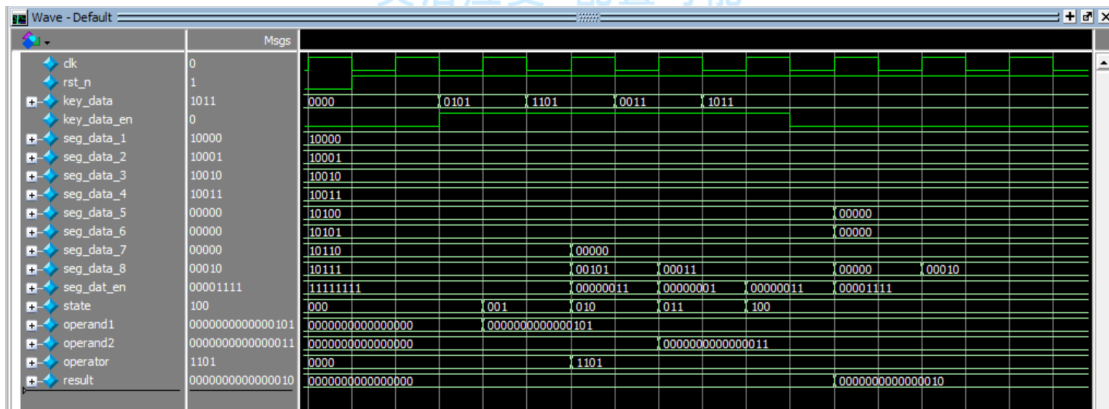 Wave - Default
Msgs
clk 0
rst_n 1
key_data 1011 0000 0101 1101 0011 1011
key_data_en 0
seg_data_1 10000 10000
seg_data_2 10001 10001
seg_data_3 10010 10010
seg_data_4 10011 10011
seg_data_5 00000 10100 00000
seg_data_6 00000 10101 00000
seg_data_7 00000 10110 00000
seg_data_8 00010 10111 00101 00011 00000 00010
seg_dat_en 00001111 11111111 00000011 00000001 00000011 00001111
state 100 000 001 010 011 100
operand1 0000000000000101 0000000000000000 0000000000000101
operand2 0000000000000011 0000000000000000 0000000000000011
operator 1101 0000 1101
result 0000000000000010 0000000000000000 0000000000000010